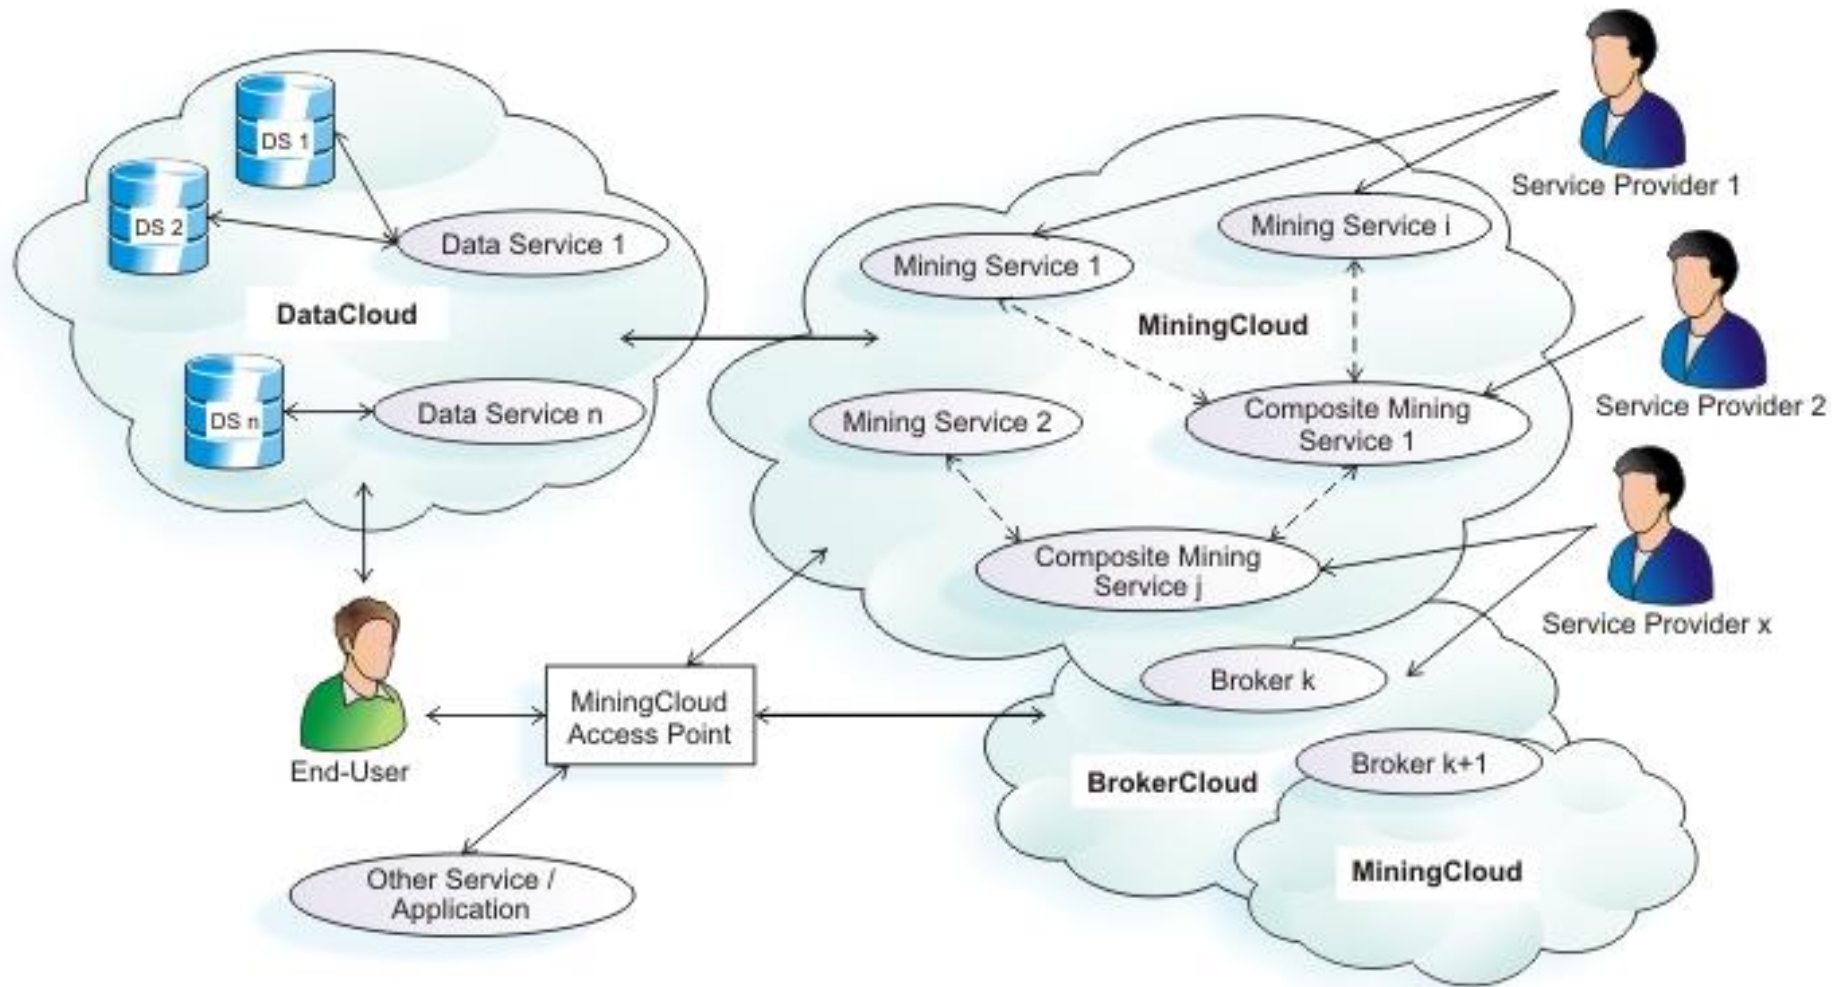 DS 1
DS 2
Data Service 1
DataCloud
DS n
Data Service n
Service Provider 1
Mining Service i
Mining Service 1
MiningCloud
Service Provider 2
Mining Service 2
Composite Mining
Service 1
Composite Mining
Service j
Service Provider x
Broker k
MiningCloud
Access Point
End-User
BrokerCloud
Broker k+1
MiningCloud
Other Service /
Application